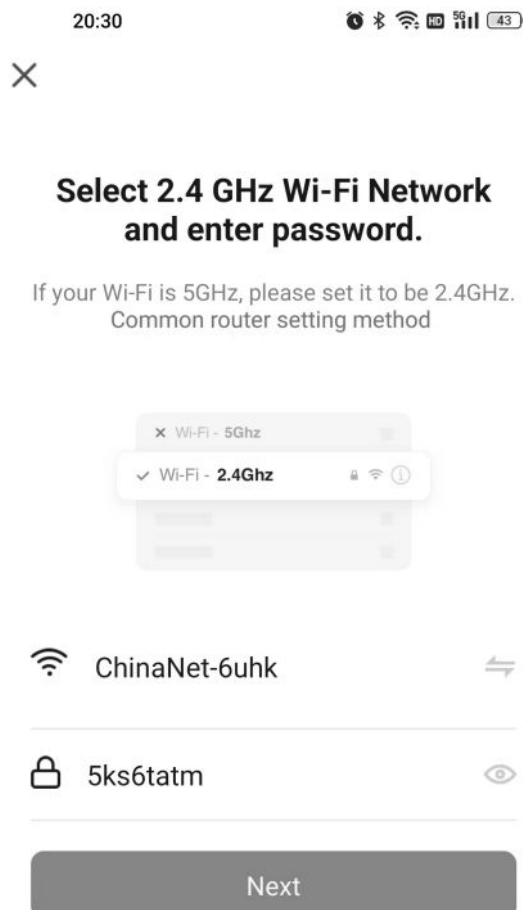 20:30
HD 5G 43
Select 2.4 GHz Wi-Fi Network
and enter password.
If your Wi-Fi is 5GHz, please set it to be 2.4GHz.
Common router setting method
Wi-Fi - 5Ghz
Wi-Fi - 2.4Ghz
ChinaNet-6uhk
5ks6tatm
Next